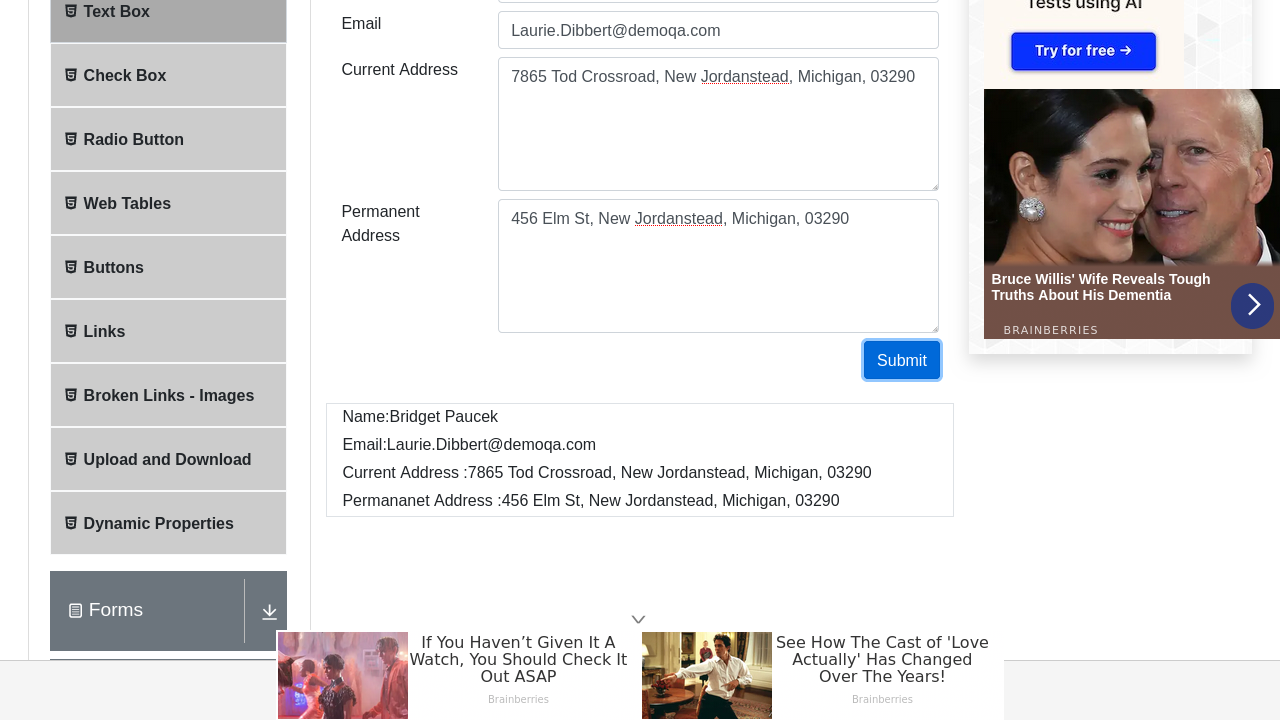 Text Box
Check Box
Radio Button
Web Tables
Buttons
Links
Broken Links - Images
Upload and Download
Dynamic Properties
Forms
Email
Laurie.Dibbert@demoqa.com
Current Address
7865 Tod Crossroad, New Jordanstead, Michigan, 03290
Permanent
Address
456 Elm St, New Jordanstead, Michigan, 03290
Submit
Name:Bridget Paucek
Email:Laurie.Dibbert@demoqa.com
Current Address :7865 Tod Crossroad, New Jordanstead, Michigan, 03290
Permananet Address :456 Elm St, New Jordanstead, Michigan, 03290
Tests using AI
Try for free →
Bruce Willis' Wife Reveals Tough
Truths About His Dementia
BRAINBERRIES
If You Haven’t Given It A
Watch, You Should Check It
Out ASAP
Brainberries
See How The Cast of 'Love
Actually' Has Changed
Over The Years!
Brainberries